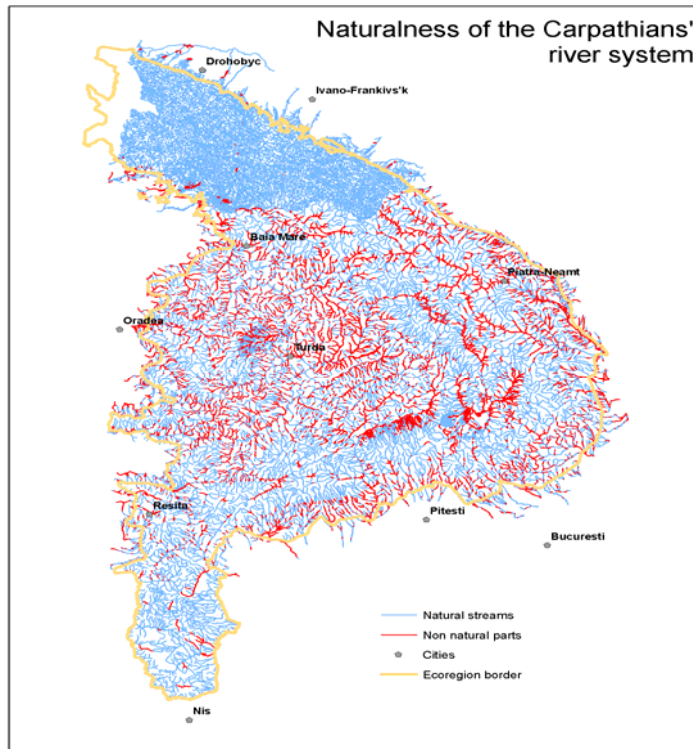 Naturalness of the Carpathians'
river system
Drohobyc
Ivano-Frankivs'k
Baia Mare
Piatra-Neamt
Oradea
Turda
Resita
Pitesti
Bucuresti
Natural streams
Non natural parts
Cities
Ecoregion border
Nis